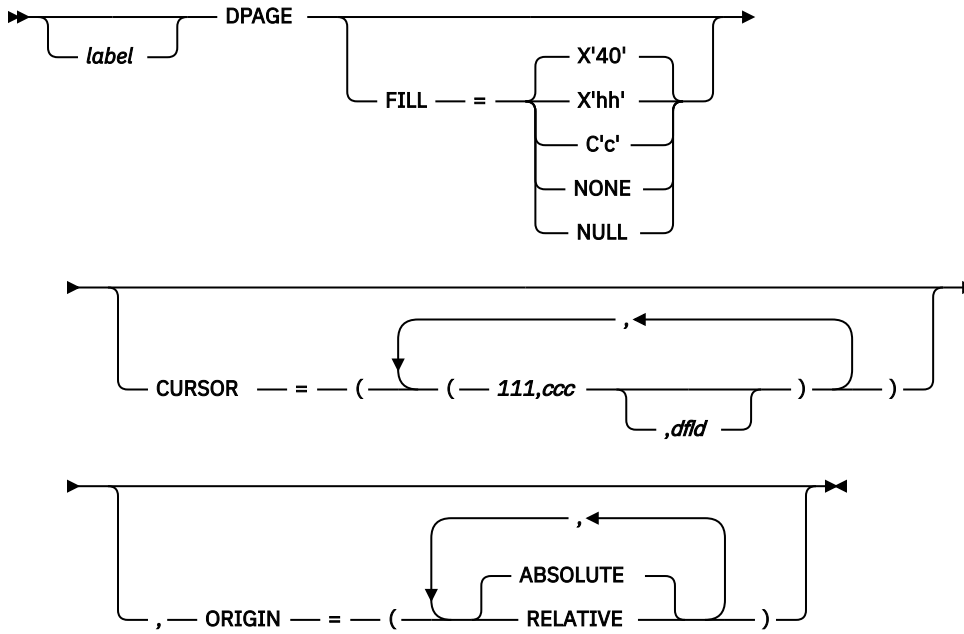 DPAGE
label
X'40'
FILL = X'hh'
C'c'
NONE
NULL
,
CURSOR = ( ( 111,ccc ) )
,dfld
,
ABSOLUTE
, ORIGIN = ( RELATIVE )